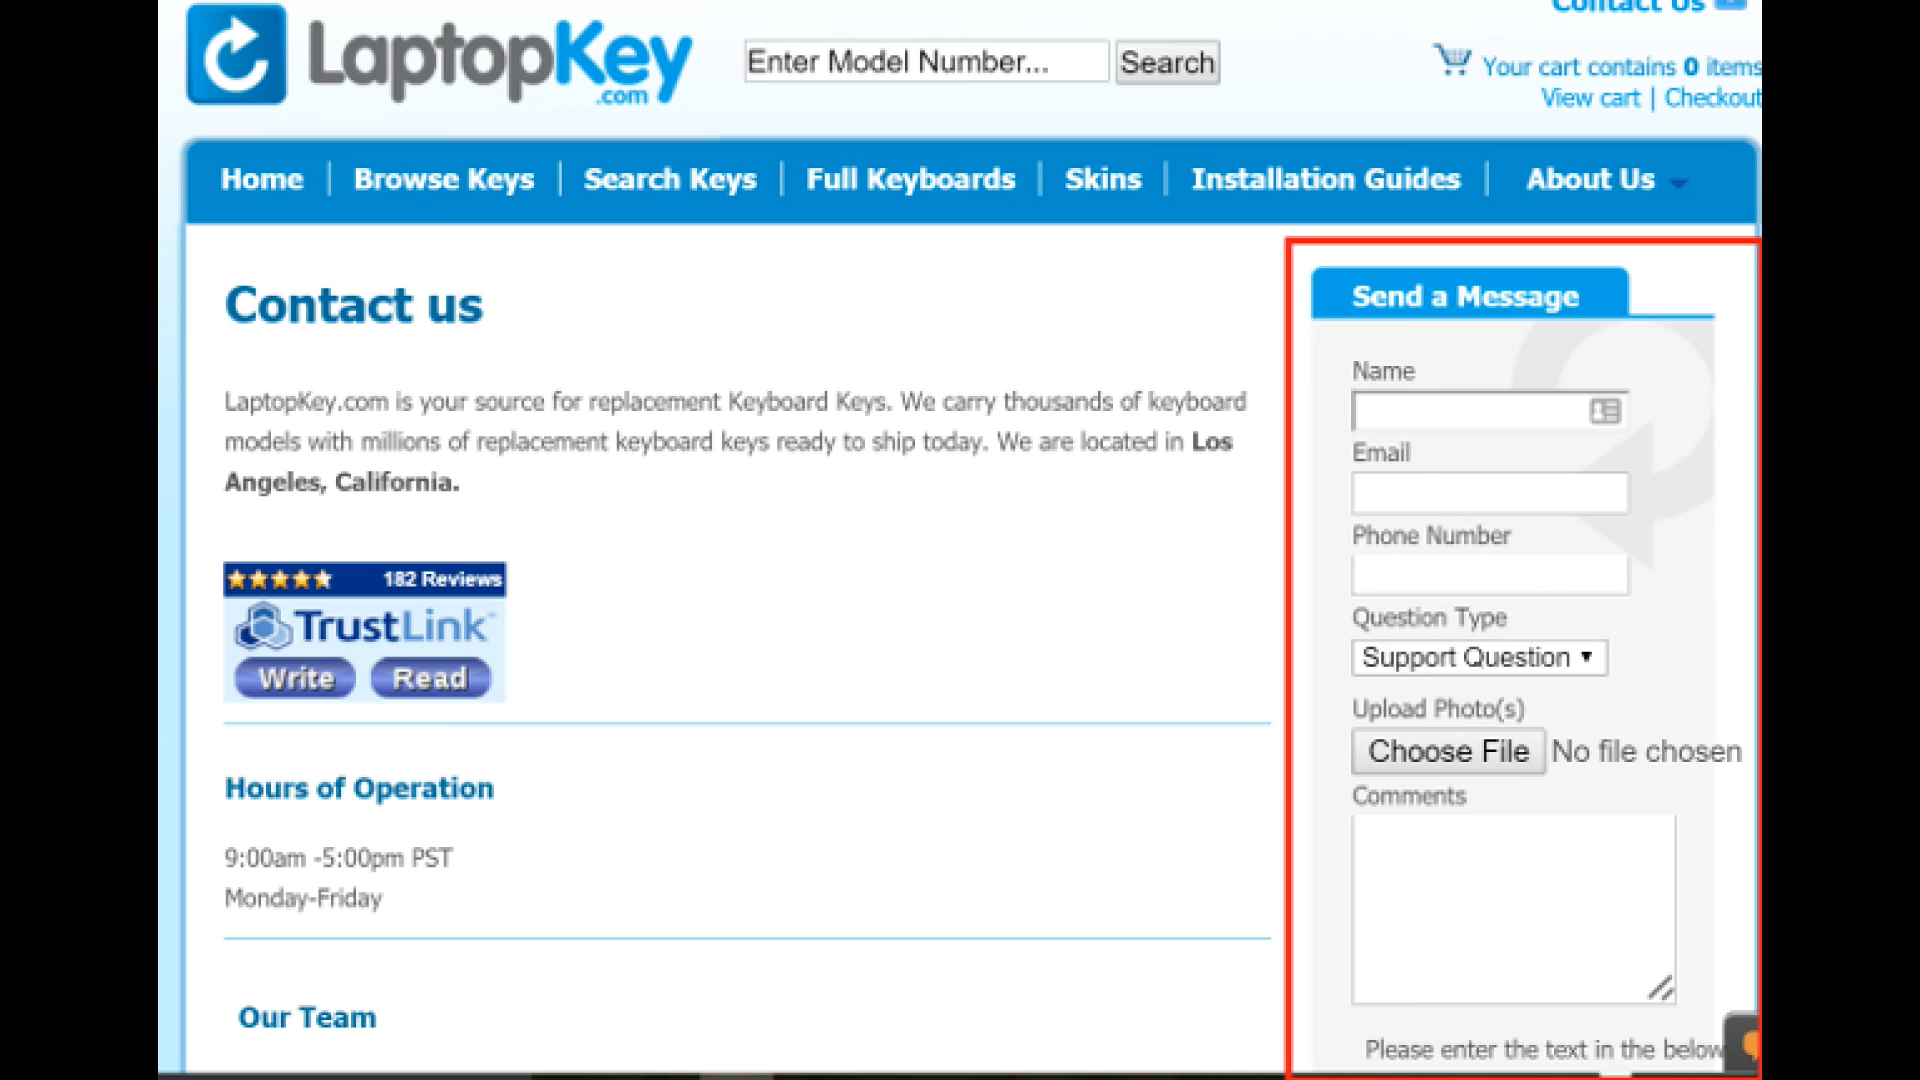 Contact Us
LaptopKey
.com
Enter Model Number...
Search
Your cart contains 0 items
View cart | Checkout
Home
Browse Keys
Search Keys
Full Keyboards
Skins
Installation Guides
About Us
Contact us
LaptopKey.com is your source for replacement Keyboard Keys. We carry thousands of keyboard
models with millions of replacement keyboard keys ready to ship today. We are located in Los
Angeles, California.
182 Reviews
TrustLink™
Write
Read
Hours of Operation
9:00am -5:00pm PST
Monday-Friday
Our Team
Send a Message
Name
Email
Phone Number
Question Type
Support Question
Upload Photo(s)
Choose File No file chosen
Comments
Please enter the text in the below